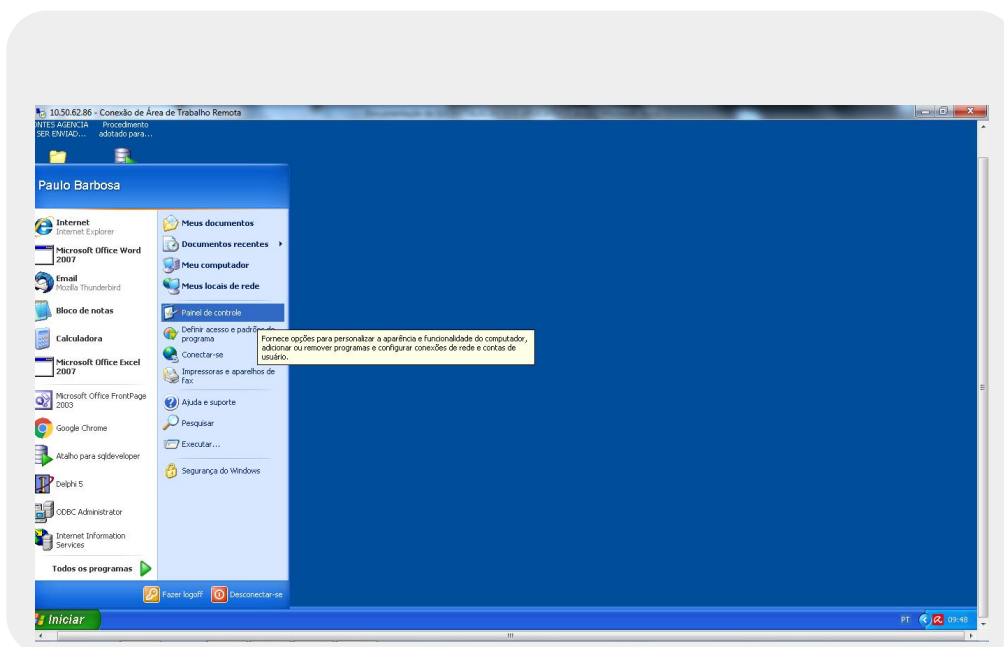 10.50.62.86 - Conexão de Área de Trabalho Remota
NTES AGENCIA
SER ENVIAD...
Procedimento
adotado para...
Paulo Barbosa
Internet
Internet Explorer
Microsoft Office Word
2007
Email
Mozilla Thunderbird
Bloco de notas
Calculadora
Microsoft Office Excel
2007
Microsoft Office FrontPage
2003
Google Chrome
Atalho para sqldeveloper
Delphi 5
ODBC Administrator
Internet Information
Services
Todos os programas
Meus documentos
Documentos recentes
Meu computador
Meus locais de rede
Painel de controle
Definir acesso e padrões de
programa
Conectar-se
Impressoras e aparelhos de
fax
Ajuda e suporte
Pesquisar
Executar...
Segurança do Windows
Fornece opções para personalizar a aparência e funcionalidade do computador,
adicionar ou remover programas e configurar conexões de rede e contas de
usuário.
Fazer logoff
Desconectar-se
Iniciar
PT
09:48